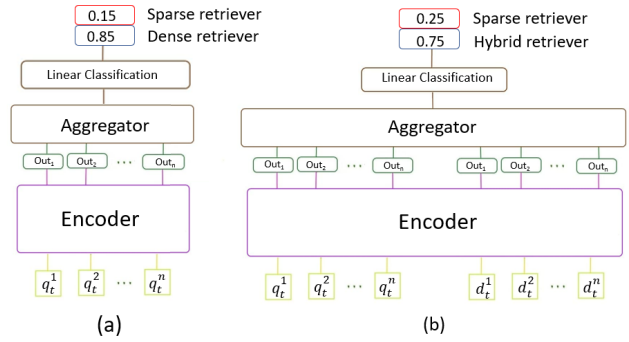 0.15 Sparse retriever
0.85 Dense retriever
Linear Classification
Aggregator
Out₁ Out₂ ... Outₙ
Encoder
q_t^1 q_t^2 ... q_t^n
(a)
0.25 Sparse retriever
0.75 Hybrid retriever
Linear Classification
Aggregator
Out₁ Out₂ ... Outₙ Out₁ Out₂ ... Outₙ
Encoder
q_t^1 q_t^2 ... q_t^n d_t^1 d_t^2 ... d_t^n
(b)